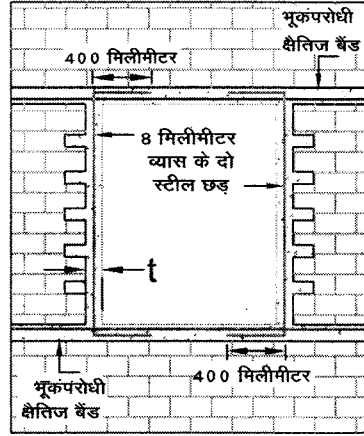 भूकंपरोधी
क्षैतिज बैंड
400 मिलीमीटर
8 मिलीमीटर
व्यास के दो
स्टील छड़
t
भूकंपरोधी
क्षैतिज बैंड
400 मिलीमीटर